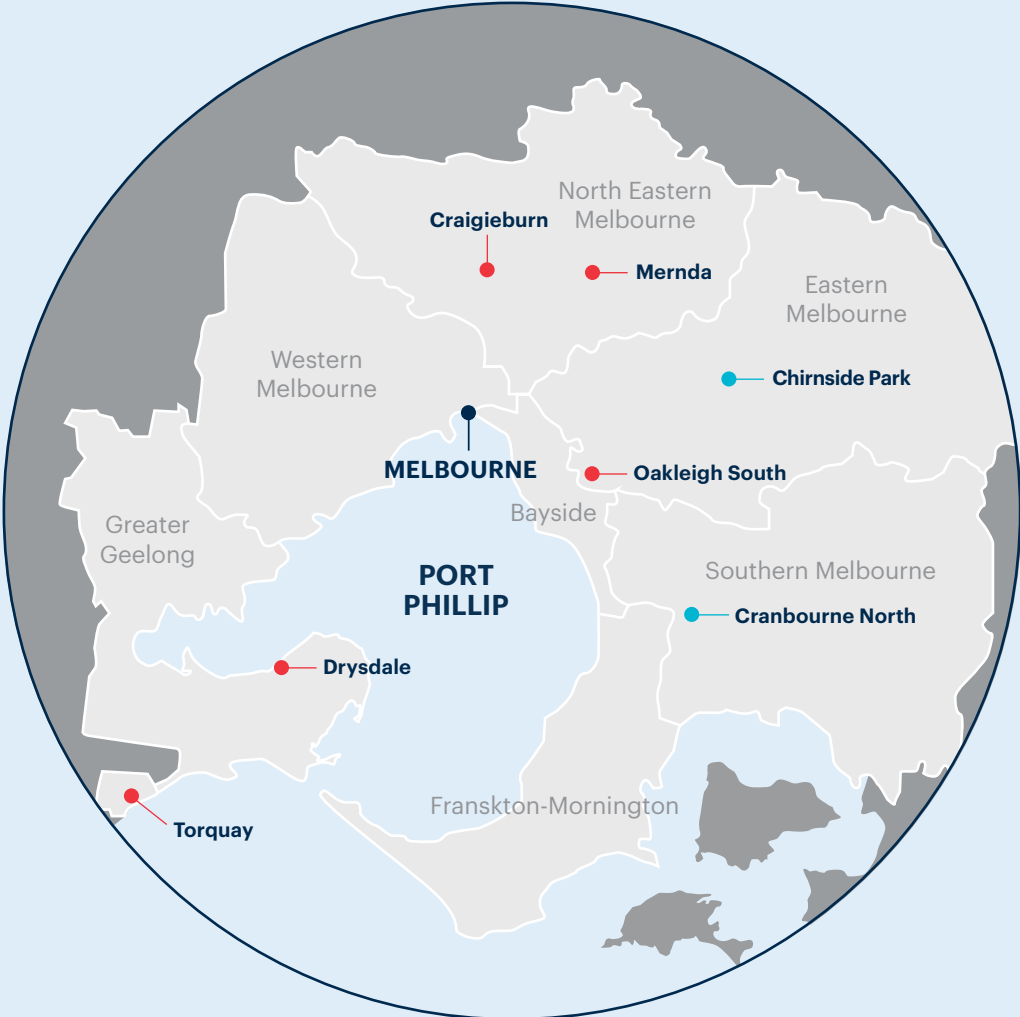 North Eastern
Melbourne
Craigieburn
Mernda
Eastern
Melbourne
Western
Melbourne
Chirnside Park
MELBOURNE
Oakleigh South
Bayside
Greater
Geelong
PORT
PHILLIP
Southern Melbourne
Cranbourne North
Drysdale
Franskton-Mornington
Torquay